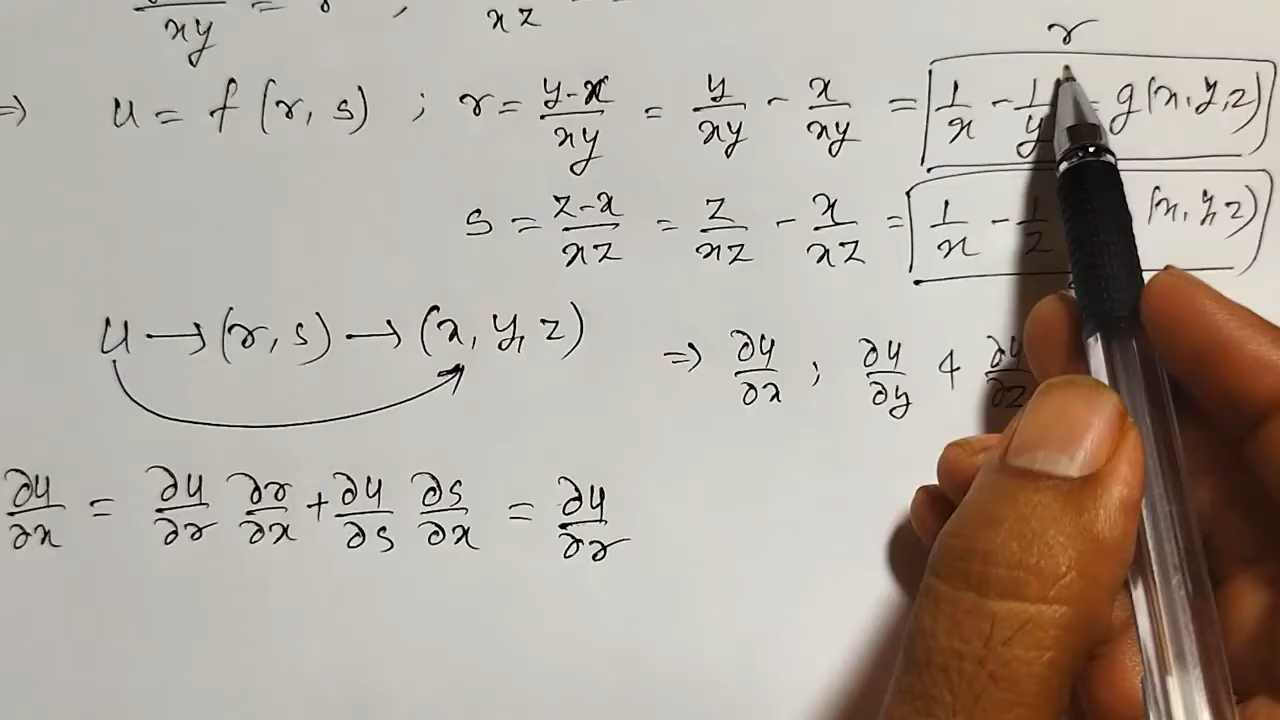 xy = r , xz
r
=> u = f(r, s) ; r = (y-x)/(xy) = y/(xy) - x/(xy) = 1/x - 1/y = g(x, y, z)
s = (z-x)/(xz) = z/(xz) - x/(xz) = 1/x - 1/z (x, y, z)
u → (r, s) → (x, y, z) => ∂u/∂x ; ∂u/∂y & ∂u/∂z
∂u/∂x = ∂u/∂r ∂r/∂x + ∂u/∂s ∂s/∂x = ∂u/∂r